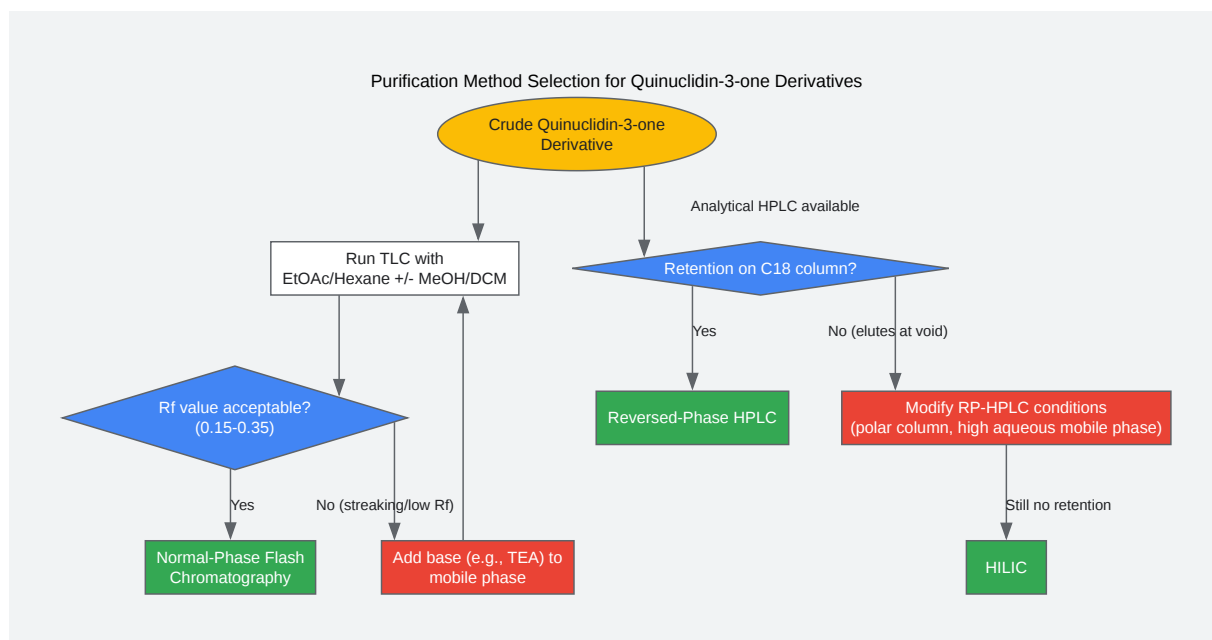 Purification Method Selection for Quinuclidin-3-one Derivatives
Crude Quinuclidin-3-one
Derivative
Analytical HPLC available
Run TLC with
EtOAc/Hexane +/- MeOH/DCM
Retention on C18 column?
Yes
No (elutes at void)
Rf value acceptable?
(0.15-0.35)
Reversed-Phase HPLC
Modify RP-HPLC conditions
(polar column, high aqueous mobile phase)
Yes
No (streaking/low Rf)
Still no retention
Normal-Phase Flash
Chromatography
Add base (e.g., TEA) to
mobile phase
HILIC